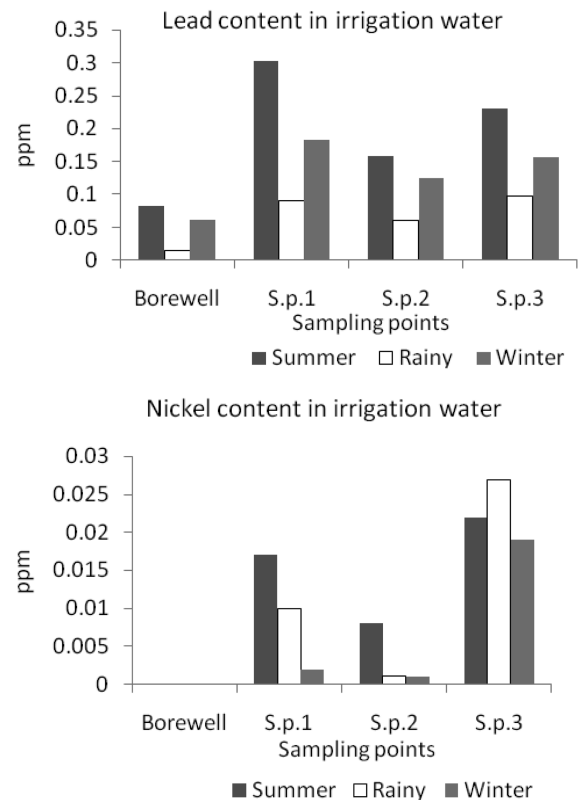 Lead content in irrigation water
0.35
0.3
0.25
0.2
0.15
0.1
0.05
0
ppm
Borewell S.p.1 S.p.2 S.p.3
Sampling points
Summer Rainy Winter
Nickel content in irrigation water
0.03
0.025
0.02
0.015
0.01
0.005
0
ppm
Borewell S.p.1 S.p.2 S.p.3
Sampling points
Summer Rainy Winter